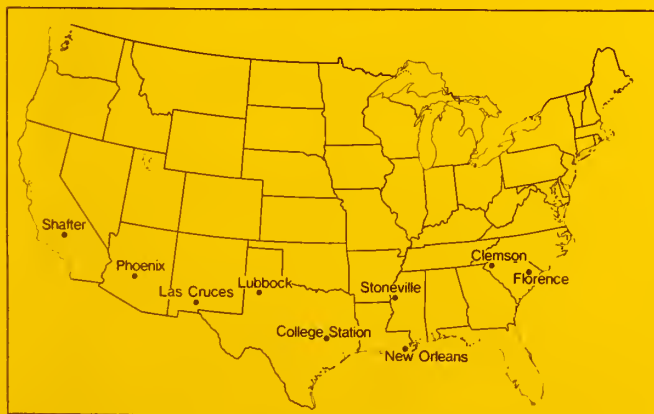 Shafter
Phoenix
Las Cruces
Lubbock
College Station
Stoneville
New Orleans
Clemson
Florence